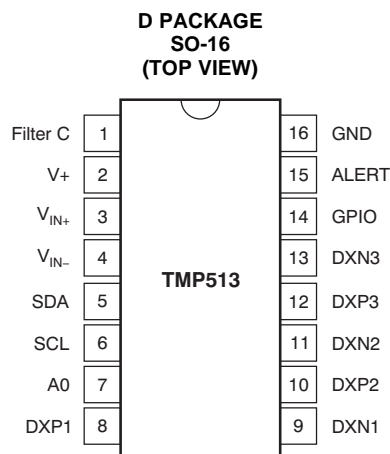 D PACKAGE
SO-16
(TOP VIEW)
Filter C 1 16 GND
V+ 2 15 ALERT
VIN+ 3 14 GPIO
VIN– 4 13 DXN3
TMP513
SDA 5 12 DXP3
SCL 6 11 DXN2
A0 7 10 DXP2
DXP1 8 9 DXN1